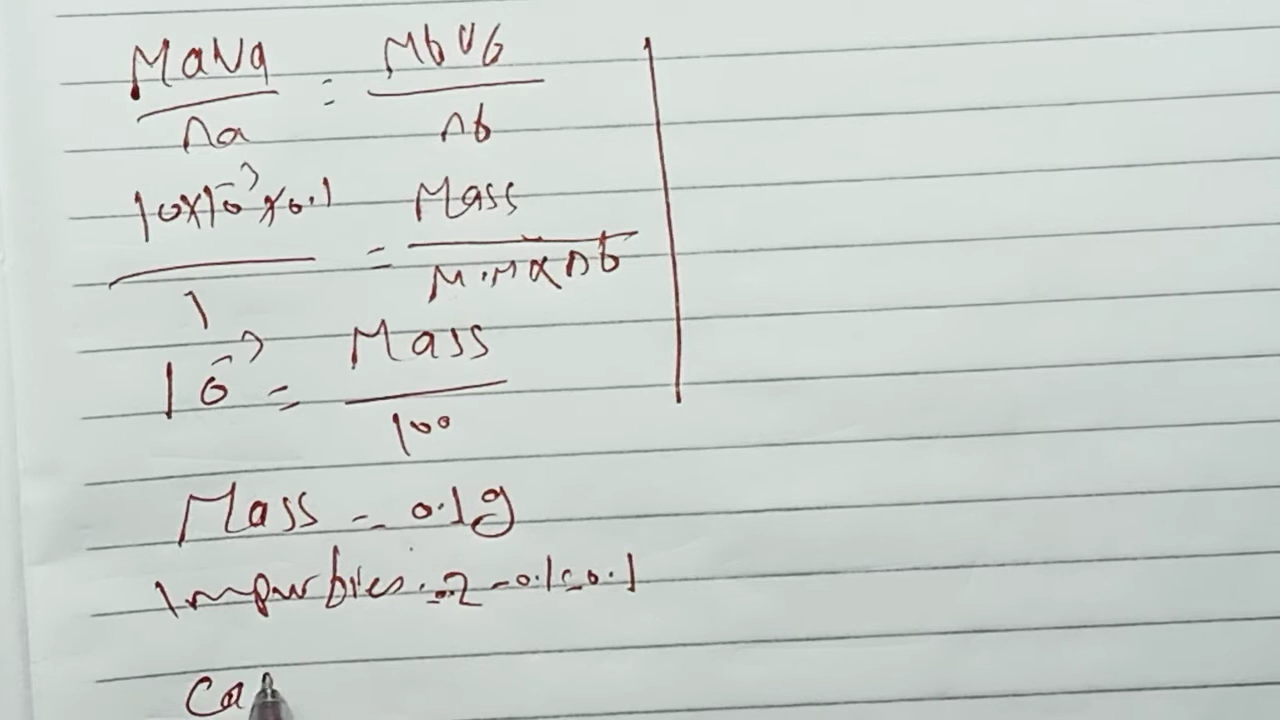 MaVa / na = MbVb / nb
10×10⁻³×0.1 / 1 = Mass / M.M×nb
10⁻³ = Mass / 100
Mass = 0.1g
Impurities = .2 - 0.1 = 0.1
Ca